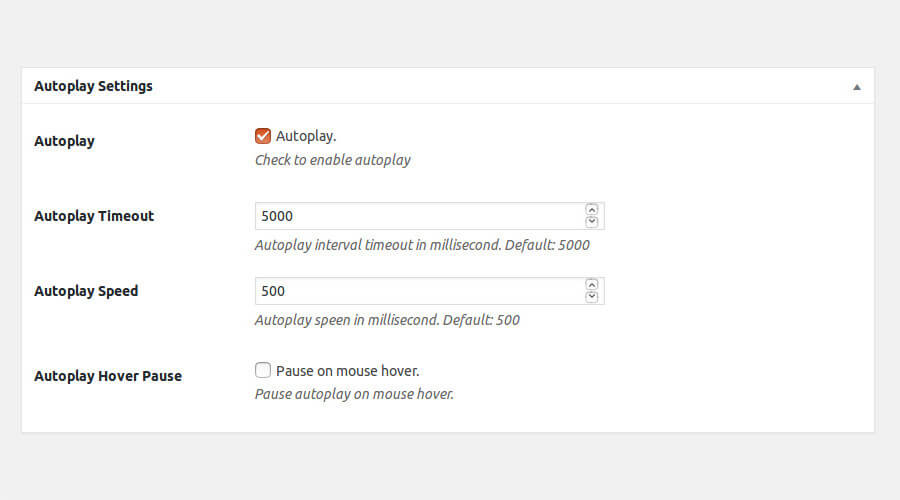 Autoplay Settings
Autoplay
Autoplay.
Check to enable autoplay
Autoplay Timeout
5000
Autoplay interval timeout in millisecond. Default: 5000
Autoplay Speed
500
Autoplay speen in millisecond. Default: 500
Autoplay Hover Pause
Pause on mouse hover.
Pause autoplay on mouse hover.